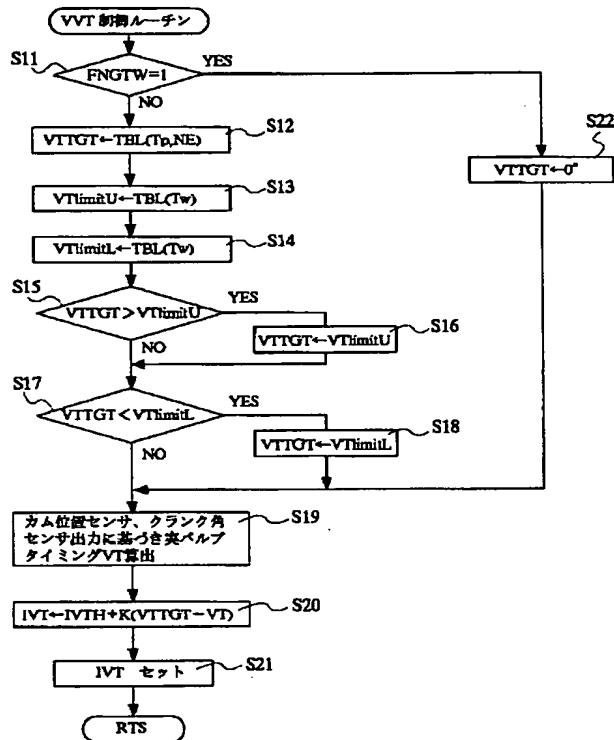 VVT 制御ルーチン
S11
FNGTW=1
YES
NO
S12
VTTGT←TBL(Tp,NE)
S22
VTTGT←0°
S13
VTlimitU←TBL(Tw)
S14
VTlimitL←TBL(Tw)
S15
VTTGT>VTlimitU
YES
S16
VTTGT←VTlimitU
NO
S17
VTTGT<VTlimitL
YES
S18
VTTGT←VTlimitL
NO
S19
カム位置センサ、クランク角
センサ出力に基づき実バルブ
タイミングVT算出
S20
IVT←IVTH+K(VTTGT-VT)
S21
IVT セット
RTS